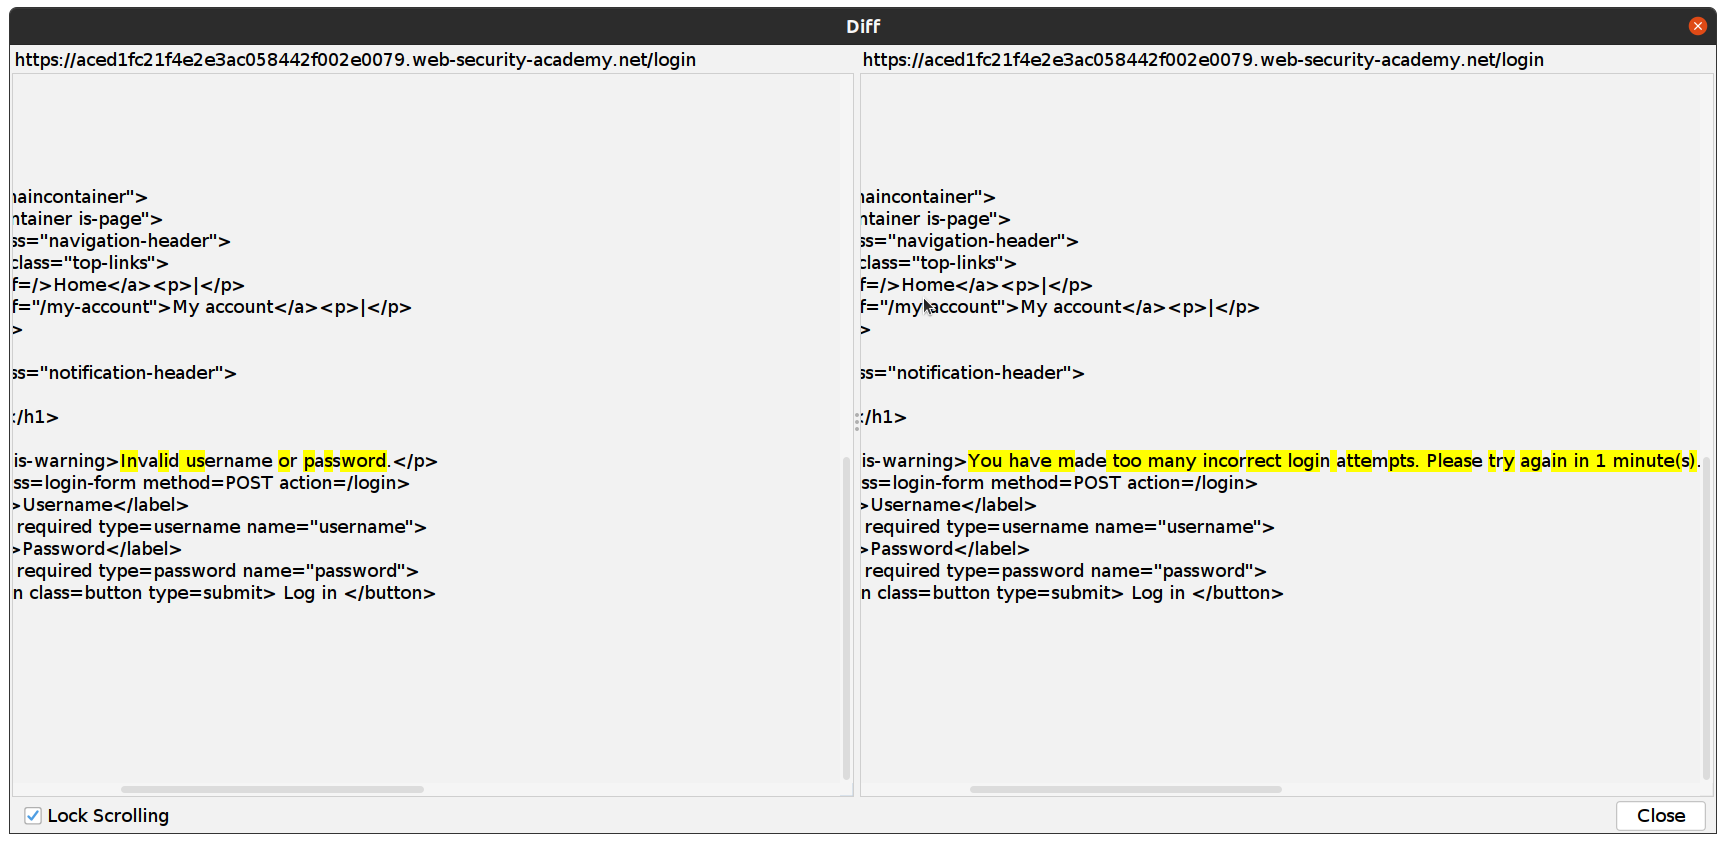 Diff
https://aced1fc21f4e2e3ac058442f002e0079.web-security-academy.net/login
aincontainer">
ntainer is-page">
ss="navigation-header">
class="top-links">
f=/>Home</a><p>|</p>
f="/my-account">My account</a><p>|</p>
>
ss="notification-header">
/h1>
is-warning>Invalid username or password.</p>
ss=login-form method=POST action=/login>
>Username</label>
required type=username name="username">
>Password</label>
required type=password name="password">
n class=button type=submit> Log in </button>
https://aced1fc21f4e2e3ac058442f002e0079.web-security-academy.net/login
aincontainer">
ntainer is-page">
ss="navigation-header">
class="top-links">
f=/>Home</a><p>|</p>
f="/my-account">My account</a><p>|</p>
>
ss="notification-header">
/h1>
is-warning>You have made too many incorrect login attempts. Please try again in 1 minute(s).
ss=login-form method=POST action=/login>
>Username</label>
required type=username name="username">
>Password</label>
required type=password name="password">
n class=button type=submit> Log in </button>
Lock Scrolling
Close